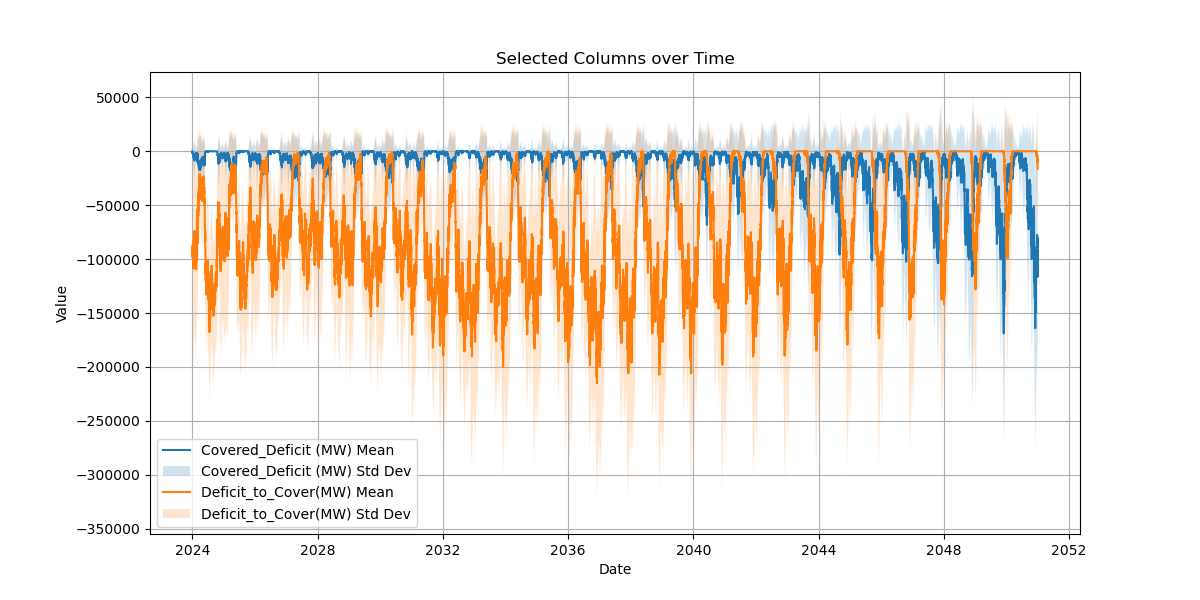 Selected Columns over Time
50000
0
−50000
−100000
−150000
−200000
−250000
−300000
−350000
Value
Covered_Deficit (MW) Mean
Covered_Deficit (MW) Std Dev
Deficit_to_Cover(MW) Mean
Deficit_to_Cover(MW) Std Dev
2024 2028 2032 2036 2040 2044 2048 2052
Date